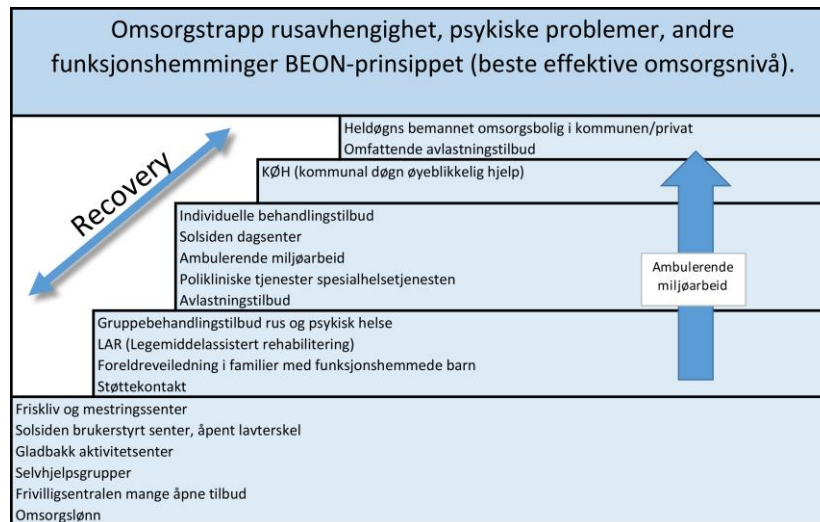 Omsorgstrapp rusavhengighet, psykiske problemer, andre
funksjonshemminger BEON-prinsippet (beste effektive omsorgsnivå).
Recovery
Heldøgns bemannet omsorgsbolig i kommunen/privat
Omfattende avlastningstilbud
KØH (kommunal døgn øyeblikkelig hjelp)
Individuelle behandlingstilbud
Solsiden dagsenter
Ambulerende miljøarbeid
Polikliniske tjenester spesialhelsetjenesten
Avlastningstilbud
Ambulerende
miljøarbeid
Gruppebehandlingstilbud rus og psykisk helse
LAR (Legemiddelassistert rehabilitering)
Foreldreveiledning i familier med funksjonshemmede barn
Støttekontakt
Friskliv og mestringssenter
Solsiden brukerstyrt senter, åpent lavterskel
Gladbakk aktivitetsenter
Selvhjelpsgrupper
Frivilligsentralen mange åpne tilbud
Omsorgslønn